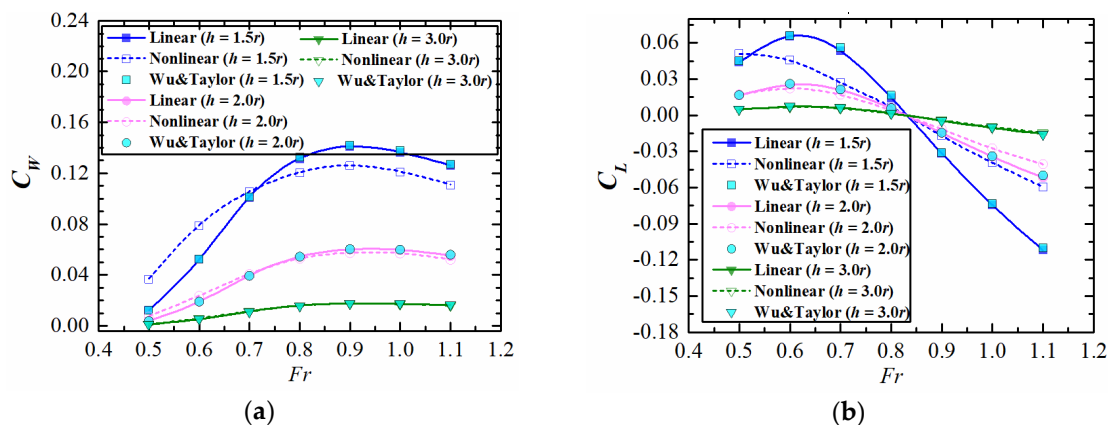 0.24
0.20
0.16
0.12
0.08
0.04
0.00
C_W
Linear (h = 1.5r)
Nonlinear (h = 1.5r)
Wu&Taylor (h = 1.5r)
Linear (h = 2.0r)
Nonlinear (h = 2.0r)
Wu&Taylor (h = 2.0r)
Linear (h = 3.0r)
Nonlinear (h = 3.0r)
Wu&Taylor (h = 3.0r)
0.4 0.5 0.6 0.7 0.8 0.9 1.0 1.1 1.2
Fr
(a)
0.06
0.03
0.00
-0.03
-0.06
-0.09
-0.12
-0.15
-0.18
C_L
Linear (h = 1.5r)
Nonlinear (h = 1.5r)
Wu&Taylor (h = 1.5r)
Linear (h = 2.0r)
Nonlinear (h = 2.0r)
Wu&Taylor (h = 2.0r)
Linear (h = 3.0r)
Nonlinear (h = 3.0r)
Wu&Taylor (h = 3.0r)
0.4 0.5 0.6 0.7 0.8 0.9 1.0 1.1 1.2
Fr
(b)